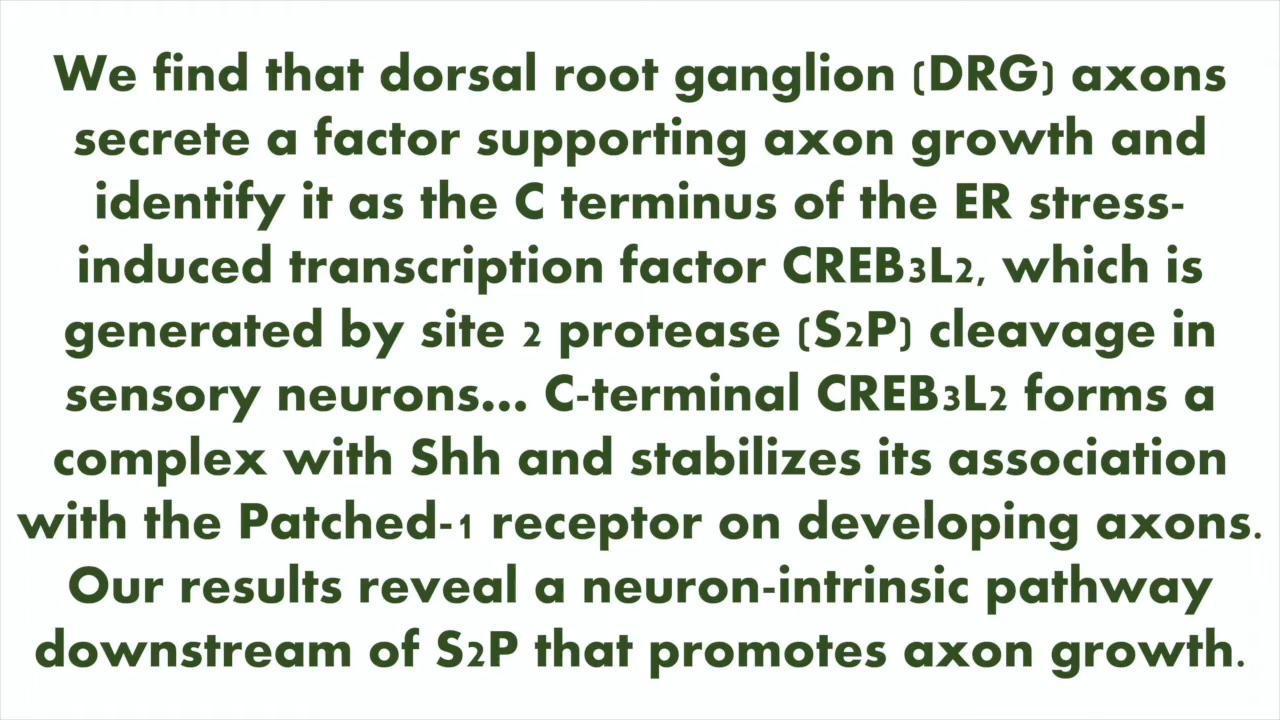 We find that dorsal root ganglion (DRG) axons
secrete a factor supporting axon growth and
identify it as the C terminus of the ER stress-
induced transcription factor CREB3L2, which is
generated by site 2 protease (S2P) cleavage in
sensory neurons... C-terminal CREB3L2 forms a
complex with Shh and stabilizes its association
with the Patched-1 receptor on developing axons.
Our results reveal a neuron-intrinsic pathway
downstream of S2P that promotes axon growth.